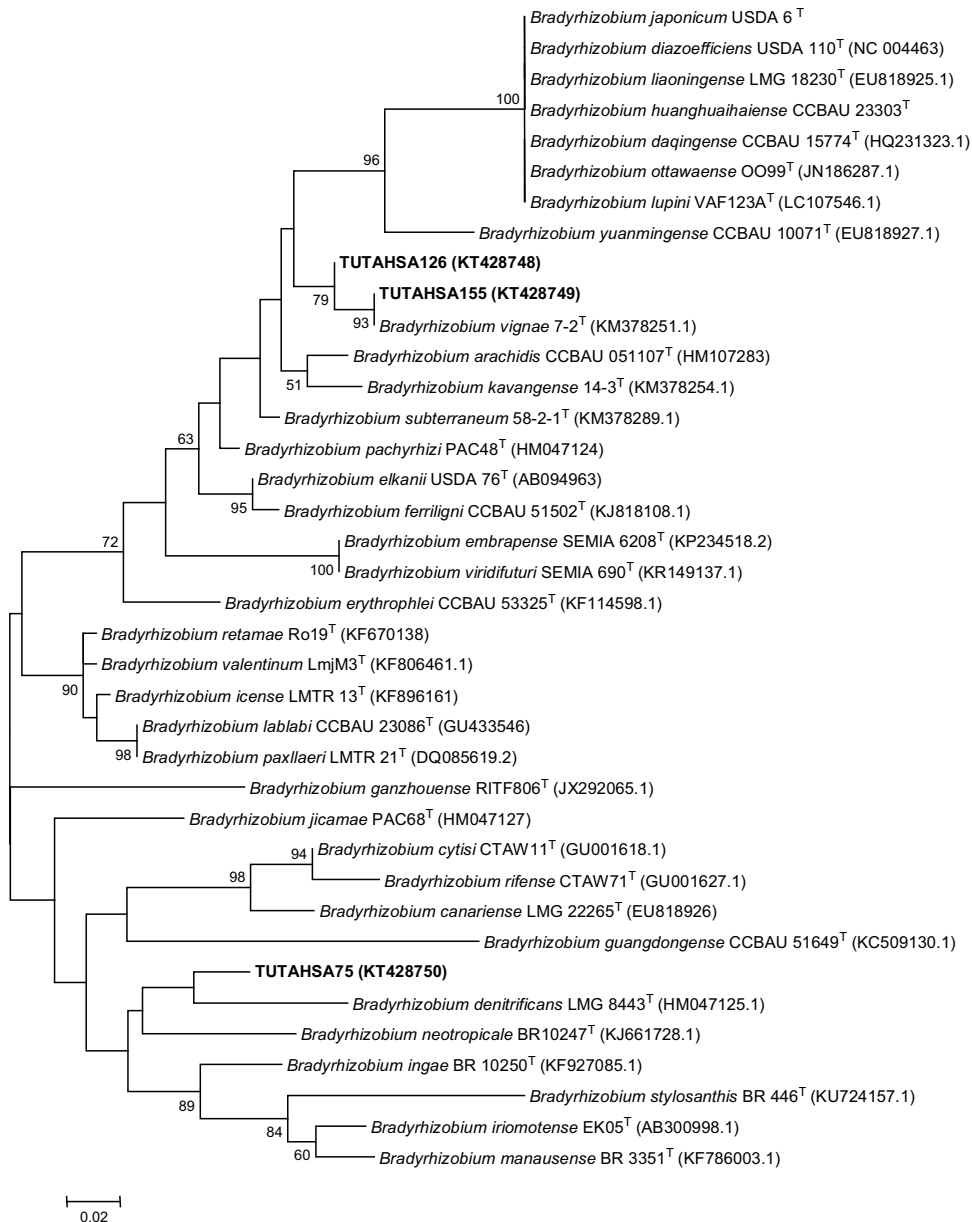 Bradyrhizobium japonicum USDA 6 T
Bradyrhizobium diazoefficiens USDA 110T (NC 004463)
Bradyrhizobium liaoningense LMG 18230T (EU818925.1)
100
Bradyrhizobium huanghuaihaiense CCBAU 23303T
Bradyrhizobium daqingense CCBAU 15774T (HQ231323.1)
96
Bradyrhizobium ottawaense OO99T (JN186287.1)
Bradyrhizobium lupini VAF123AT (LC107546.1)
Bradyrhizobium yuanmingense CCBAU 10071T (EU818927.1)
TUTAHSA126 (KT428748)
79
TUTAHSA155 (KT428749)
93
Bradyrhizobium vignae 7-2T (KM378251.1)
Bradyrhizobium arachidis CCBAU 051107T (HM107283)
51
Bradyrhizobium kavangense 14-3T (KM378254.1)
Bradyrhizobium subterraneum 58-2-1T (KM378289.1)
63
Bradyrhizobium pachyrhizi PAC48T (HM047124)
Bradyrhizobium elkanii USDA 76T (AB094963)
95
Bradyrhizobium ferriligni CCBAU 51502T (KJ818108.1)
72
Bradyrhizobium embrapense SEMIA 6208T (KP234518.2)
100
Bradyrhizobium viridifuturi SEMIA 690T (KR149137.1)
Bradyrhizobium erythrophlei CCBAU 53325T (KF114598.1)
Bradyrhizobium retamae Ro19T (KF670138)
Bradyrhizobium valentinum LmjM3T (KF806461.1)
90
Bradyrhizobium icense LMTR 13T (KF896161)
Bradyrhizobium lablabi CCBAU 23086T (GU433546)
98
Bradyrhizobium paxllaeri LMTR 21T (DQ085619.2)
Bradyrhizobium ganzhouense RITF806T (JX292065.1)
Bradyrhizobium jicamae PAC68T (HM047127)
94
Bradyrhizobium cytisi CTAW11T (GU001618.1)
98
Bradyrhizobium rifense CTAW71T (GU001627.1)
Bradyrhizobium canariense LMG 22265T (EU818926)
Bradyrhizobium guangdongense CCBAU 51649T (KC509130.1)
TUTAHSA75 (KT428750)
Bradyrhizobium denitrificans LMG 8443T (HM047125.1)
Bradyrhizobium neotropicale BR10247T (KJ661728.1)
Bradyrhizobium ingae BR 10250T (KF927085.1)
89
Bradyrhizobium stylosanthis BR 446T (KU724157.1)
84
Bradyrhizobium iriomotense EK05T (AB300998.1)
60
Bradyrhizobium manausense BR 3351T (KF786003.1)
0.02